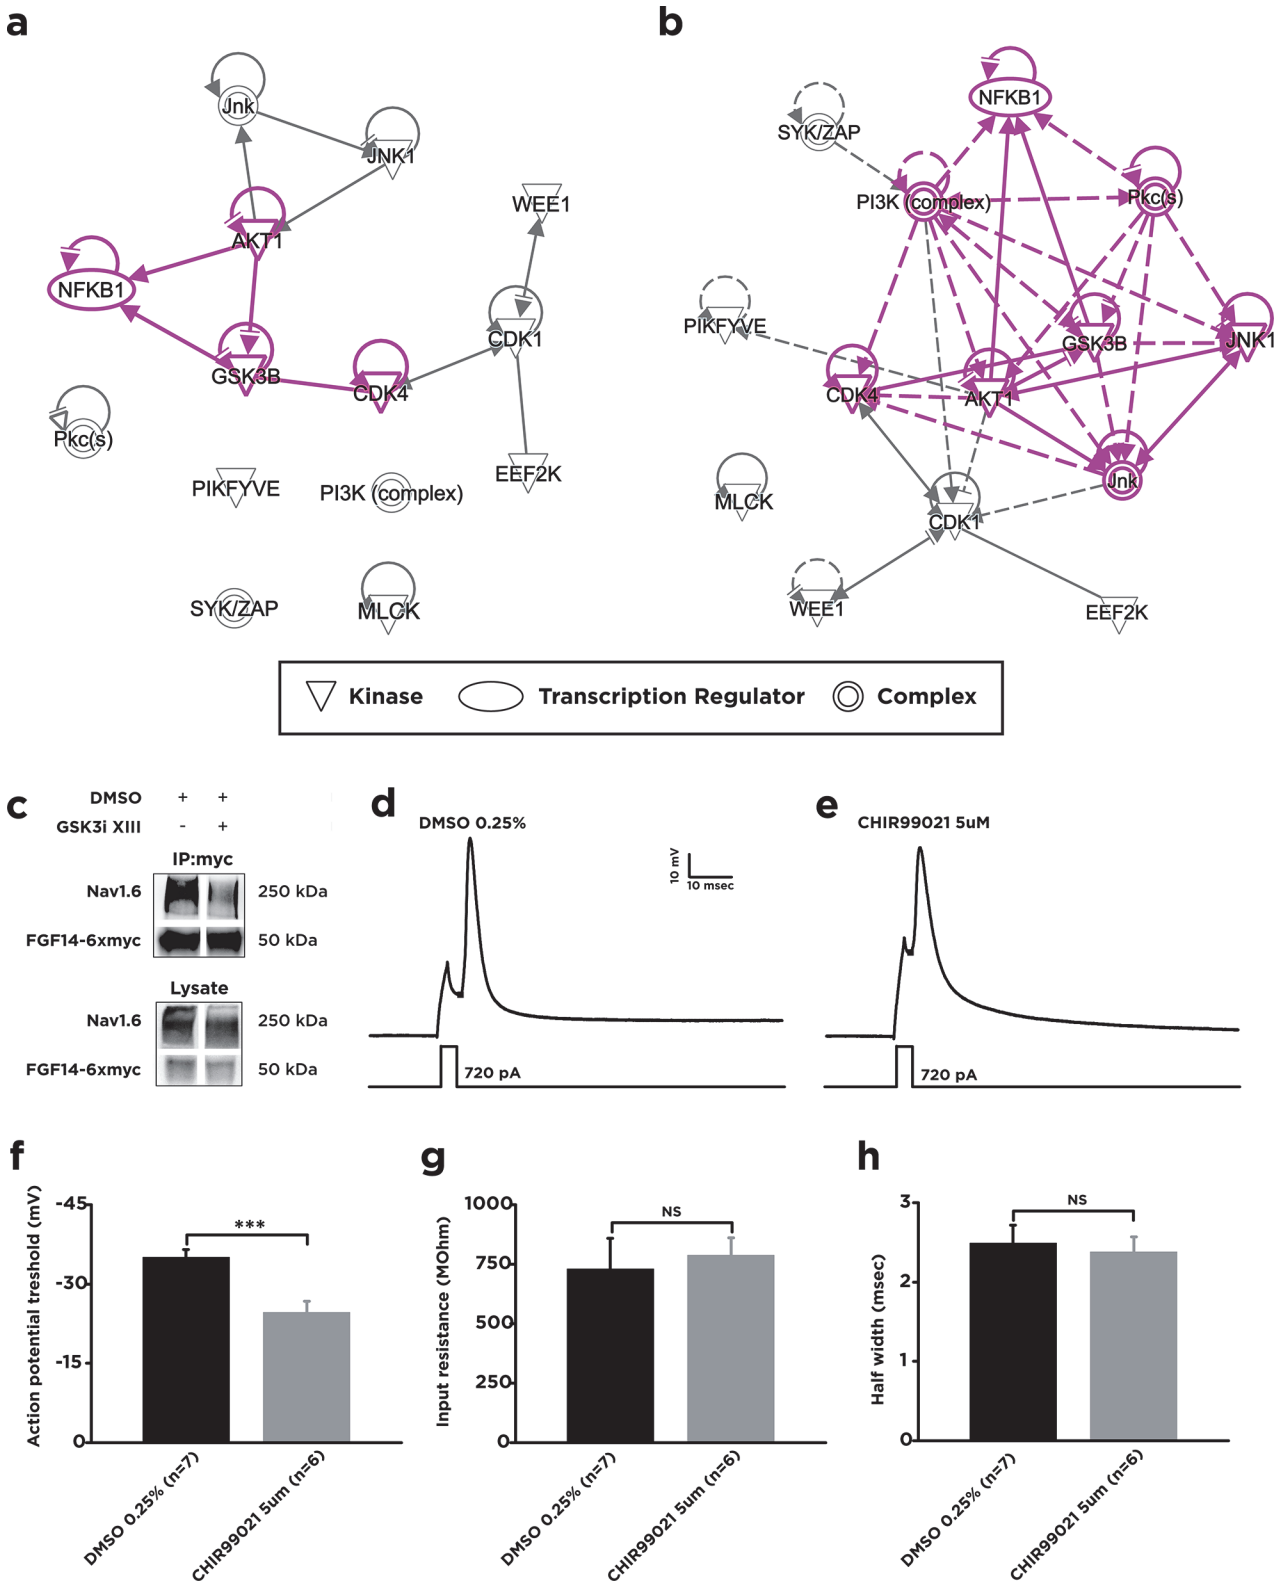 a
b
Jnk
JNK1
AKT1
WEE1
NFKB1
CDK1
GSK3B
CDK4
Pkc(s)
EEF2K
PIKFYVE
PI3K (complex)
SYK/ZAP
MLCK
NFKB1
SYK/ZAP
PI3K (complex)
Pkc(s)
PIKFYVE
GSK3B
JNK1
CDK4
AKT1
Jnk
MLCK
CDK1
WEE1
EEF2K
Kinase
Transcription Regulator
Complex
c
DMSO + +
GSK3i XIII - +
IP:myc
Nav1.6 250 kDa
FGF14-6xmyc 50 kDa
Lysate
Nav1.6 250 kDa
FGF14-6xmyc 50 kDa
d
DMSO 0.25%
10 mV
10 msec
720 pA
e
CHIR99021 5uM
720 pA
f
Action potential treshold (mV)
-45
-30
-15
0
***
DMSO 0.25% (n=7)
CHIR99021 5um (n=6)
g
Input resistance (MOhm)
1000
750
500
250
0
NS
DMSO 0.25% (n=7)
CHIR99021 5um (n=6)
h
Half width (msec)
3
2
1
0
NS
DMSO 0.25% (n=7)
CHIR99021 5um (n=6)